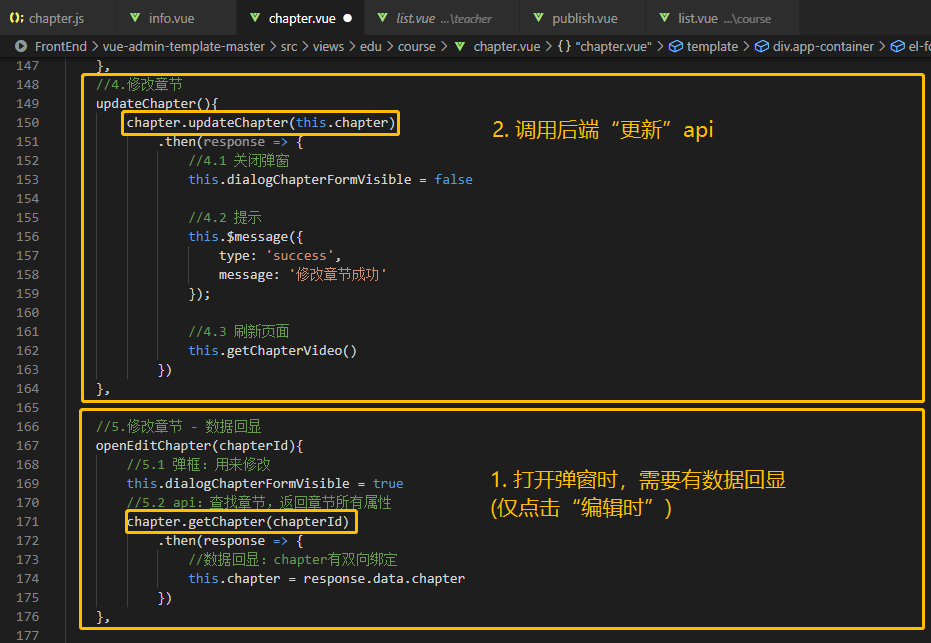 chapter.js info.vue chapter.vue list.vue ...\teacher publish.vue list.vue ...\course
FrontEnd > vue-admin-template-master > src > views > edu > course > chapter.vue > {} "chapter.vue" > template > div.app-container > el-fo
147 },
148 //4.修改章节
149 updateChapter(){
150 chapter.updateChapter(this.chapter)
2. 调用后端“更新”api
151 .then(response => {
152 //4.1 关闭弹窗
153 this.dialogChapterFormVisible = false
154
155 //4.2 提示
156 this.$message({
157 type: 'success',
158 message: '修改章节成功'
159 });
160
161 //4.3 刷新页面
162 this.getChapterVideo()
163 })
164 },
165
166 //5.修改章节 - 数据回显
167 openEditChapter(chapterId){
168 //5.1 弹框：用来修改
169 this.dialogChapterFormVisible = true
1. 打开弹窗时，需要有数据回显
(仅点击“编辑时”)
170 //5.2 api：查找章节，返回章节所有属性
171 chapter.getChapter(chapterId)
172 .then(response => {
173 //数据回显：chapter有双向绑定
174 this.chapter = response.data.chapter
175 })
176 },
177